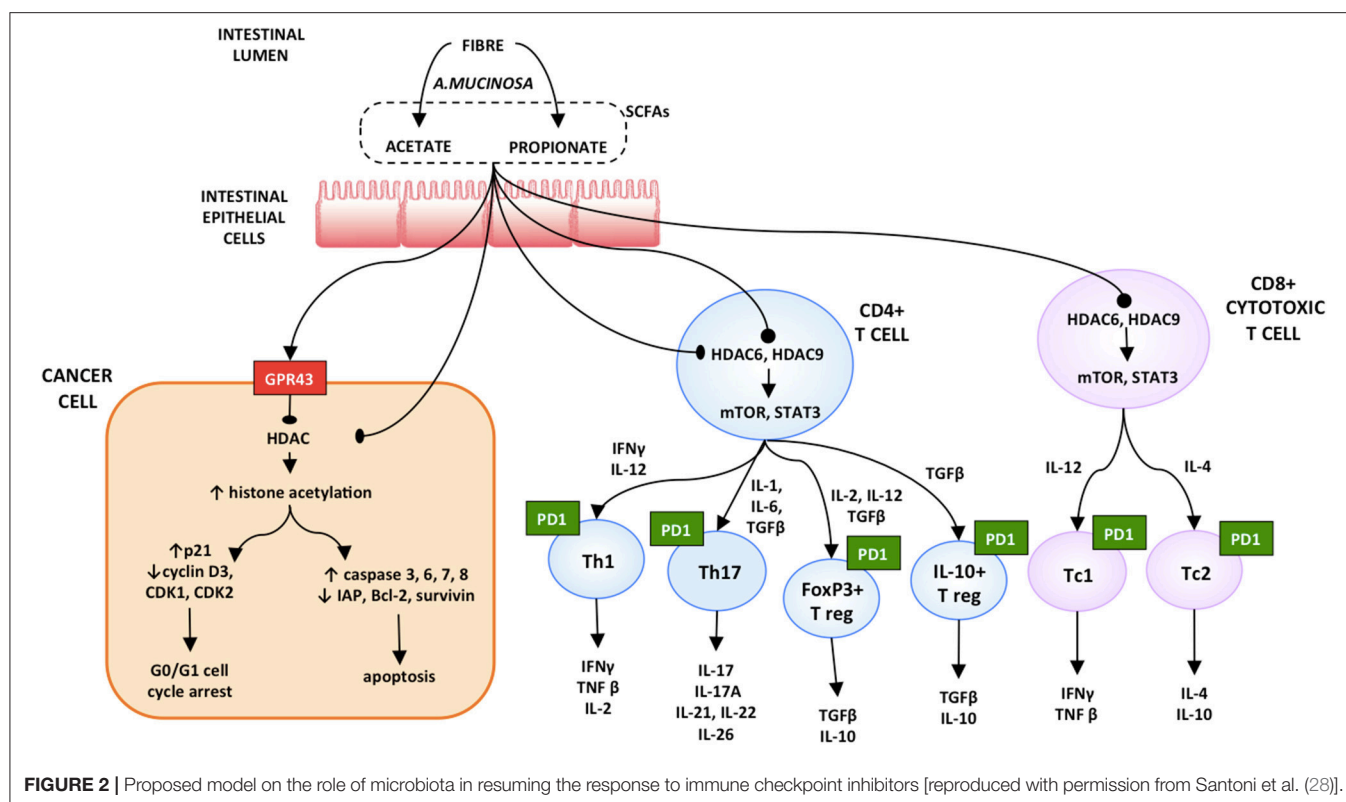 INTESTINAL
LUMEN
FIBRE
A.MUCINOSA
SCFAs
ACETATE
PROPIONATE
INTESTINAL
EPITHELIAL
CELLS
CANCER
CELL
GPR43
HDAC
↑ histone acetylation
↑p21
↓cyclin D3,
CDK1, CDK2
↑ caspase 3, 6, 7, 8
↓ IAP, Bcl-2, survivin
G0/G1 cell
cycle arrest
apoptosis
CD4+
T CELL
HDAC6, HDAC9
mTOR, STAT3
IFNγ
IL-12
IL-1,
IL-6,
TGFβ
IL-2, IL-12
TGFβ
TGFβ
PD1
Th1
PD1
Th17
PD1
FoxP3+
T reg
PD1
IL-10+
T reg
IFNγ
TNF β
IL-2
IL-17
IL-17A
IL-21, IL-22
IL-26
TGFβ
IL-10
TGFβ
IL-10
CD8+
CYTOTOXIC
T CELL
HDAC6, HDAC9
mTOR, STAT3
IL-12
IL-4
PD1
Tc1
PD1
Tc2
IFNγ
TNF β
IL-4
IL-10
FIGURE 2 | Proposed model on the role of microbiota in resuming the response to immune checkpoint inhibitors [reproduced with permission from Santoni et al. (28)].